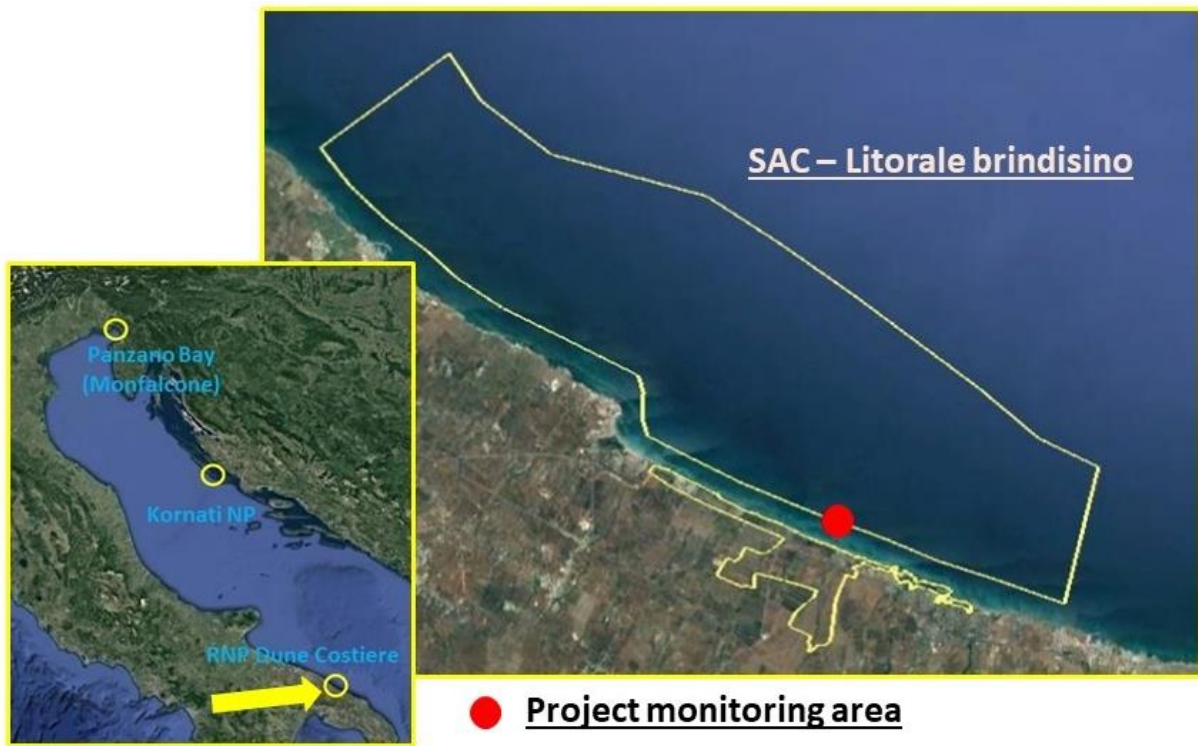 SAC – Litorale brindisino
Panzano Bay
(Monfalcone)
Kornati NP
RNP Dune Costiere
Project monitoring area